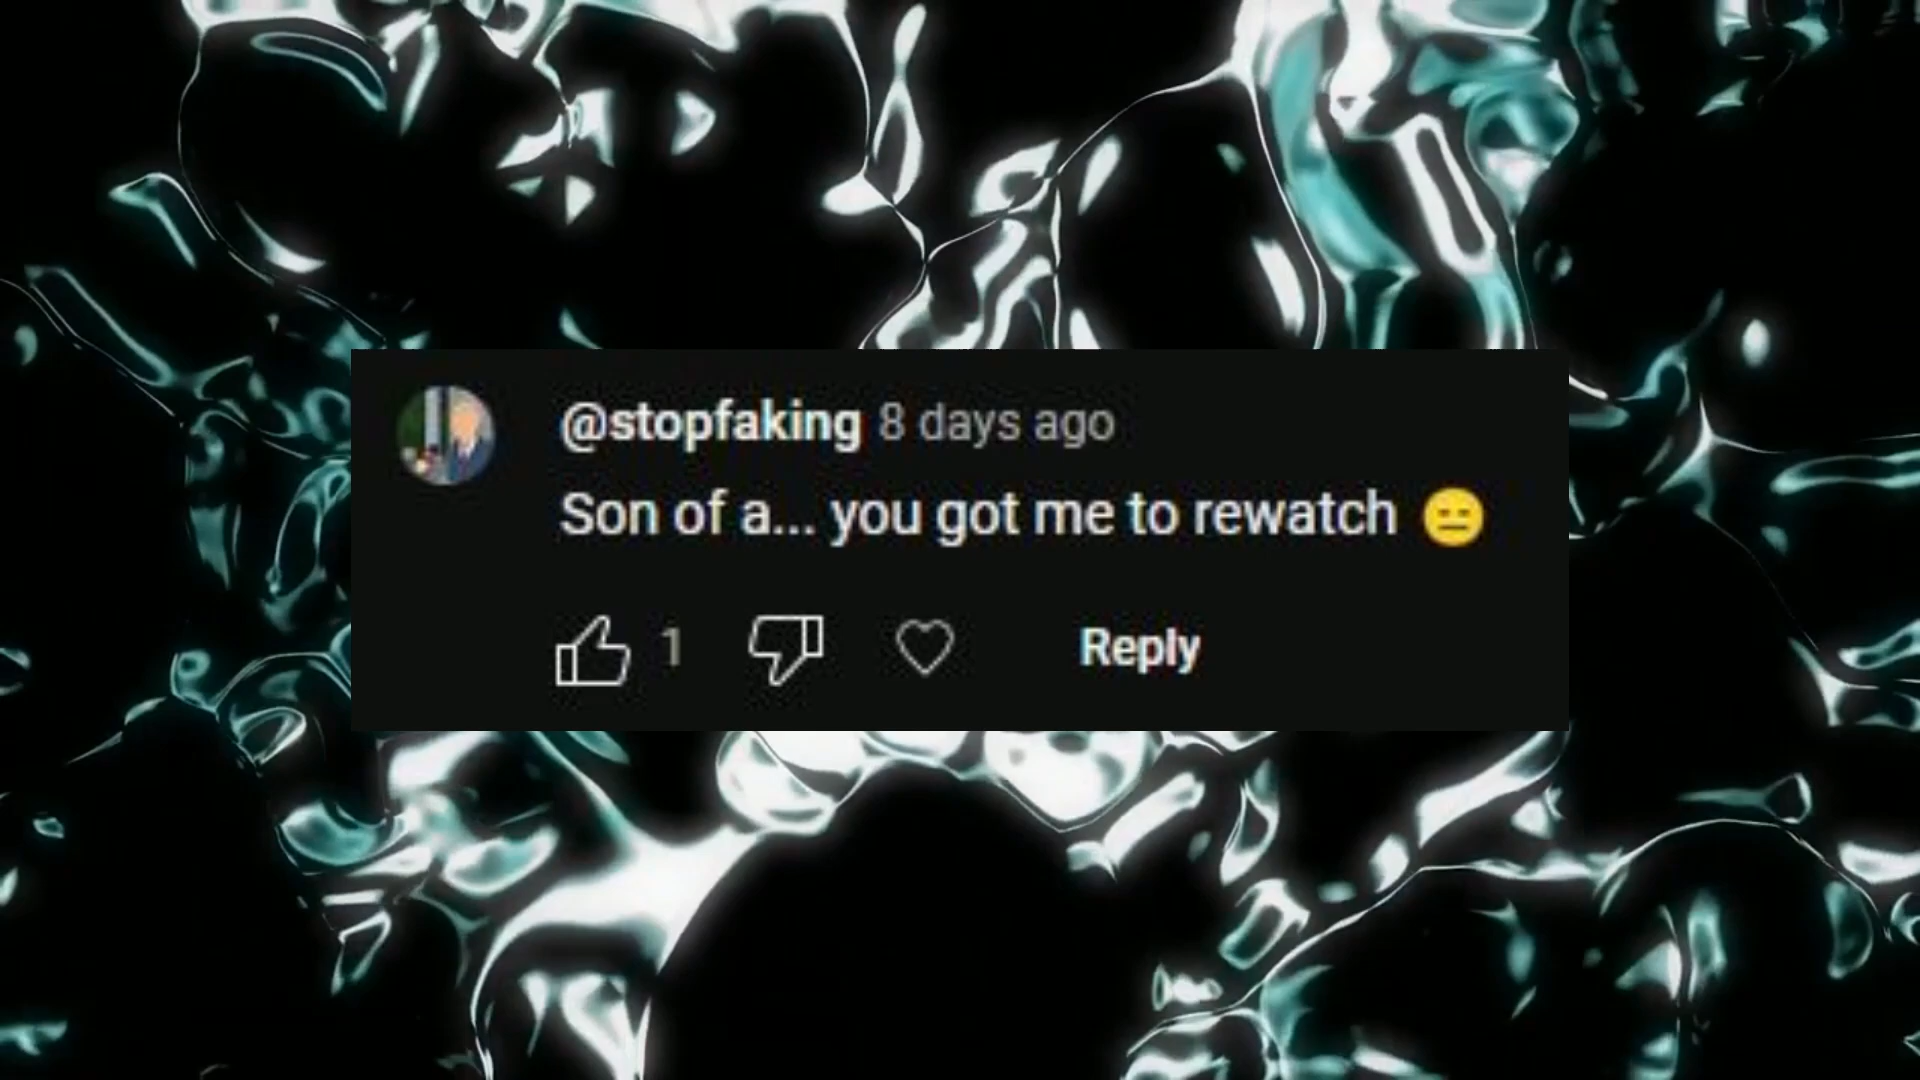 @stopfaking 8 days ago
Son of a... you got me to rewatch 😑
1 Reply